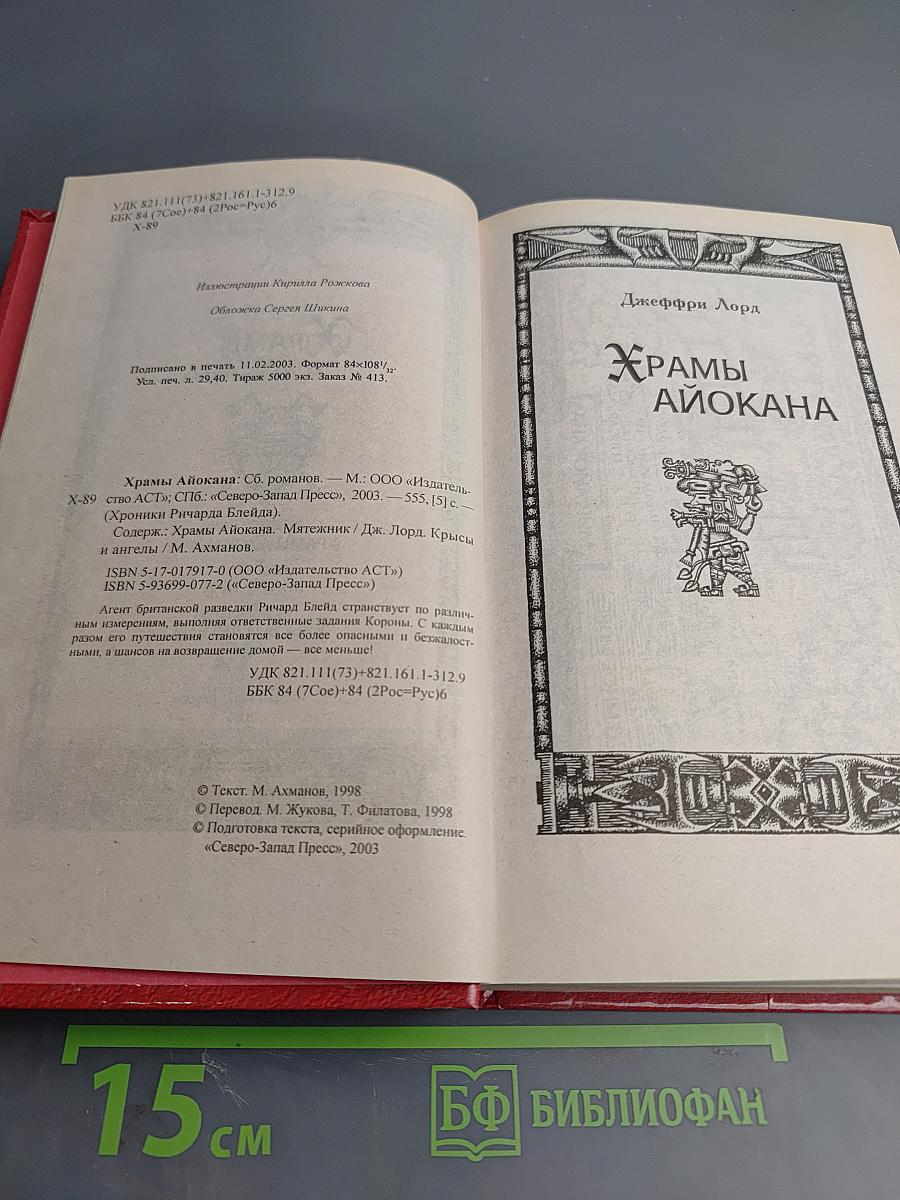 УДК 821.111(73)+821.161.1-312.9
ББК 84 (7Сое)+84 (2Рос=Рус)6
Х-89
Иллюстрации Кирилла Рожкова
Обложка Сергея Шикина
Подписано в печать 11.02.2003. Формат 84×108¹/₃₂.
Усл. печ. л. 29,40. Тираж 5000 экз. Заказ № 413.
Храмы Айокана: Сб. романов. — М.: ООО «Издатель-
Х-89 ство АСТ»; СПб.: «Северо-Запад Пресс», 2003. — 555, [5] с. —
(Хроники Ричарда Блейда).
Содерж.: Храмы Айокана. Мятежник / Дж. Лорд. Крысы
и ангелы / М. Ахманов.
ISBN 5-17-017917-0 (ООО «Издательство АСТ»)
ISBN 5-93699-077-2 («Северо-Запад Пресс»)
Агент британской разведки Ричард Блейд странствует по различ-
ным измерениям, выполняя ответственные задания Короны. С каждым
разом его путешествия становятся все более опасными и безжалост-
ными, а шансов на возвращение домой — все меньше!
УДК 821.111(73)+821.161.1-312.9
ББК 84 (7Сое)+84 (2Рос=Рус)6
© Текст. М. Ахманов, 1998
© Перевод. М. Жукова, Т. Филатова, 1998
© Подготовка текста, серийное оформление.
«Северо-Запад Пресс», 2003
Джеффри Лорд
ХРАМЫ
АЙОКАНА
15 см
БФ БИБЛИОФАН